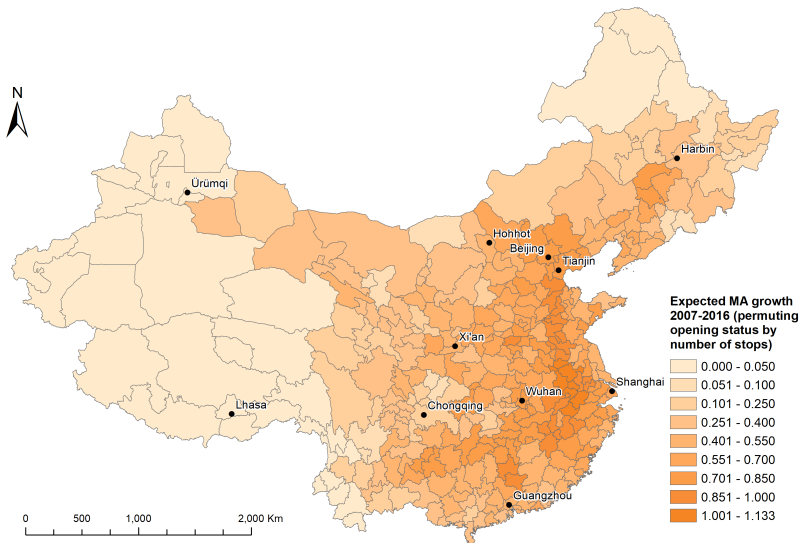 N
Harbin
Ürümqi
Hohhot
Beijing
Tianjin
Xi'an
Shanghai
Wuhan
Lhasa
Chongqing
Guangzhou
Expected MA growth
2007-2016 (permuting
opening status by
number of stops)
0.000 - 0.050
0.051 - 0.100
0.101 - 0.250
0.251 - 0.400
0.401 - 0.550
0.551 - 0.700
0.701 - 0.850
0.851 - 1.000
1.001 - 1.133
0 500 1,000 2,000 Km